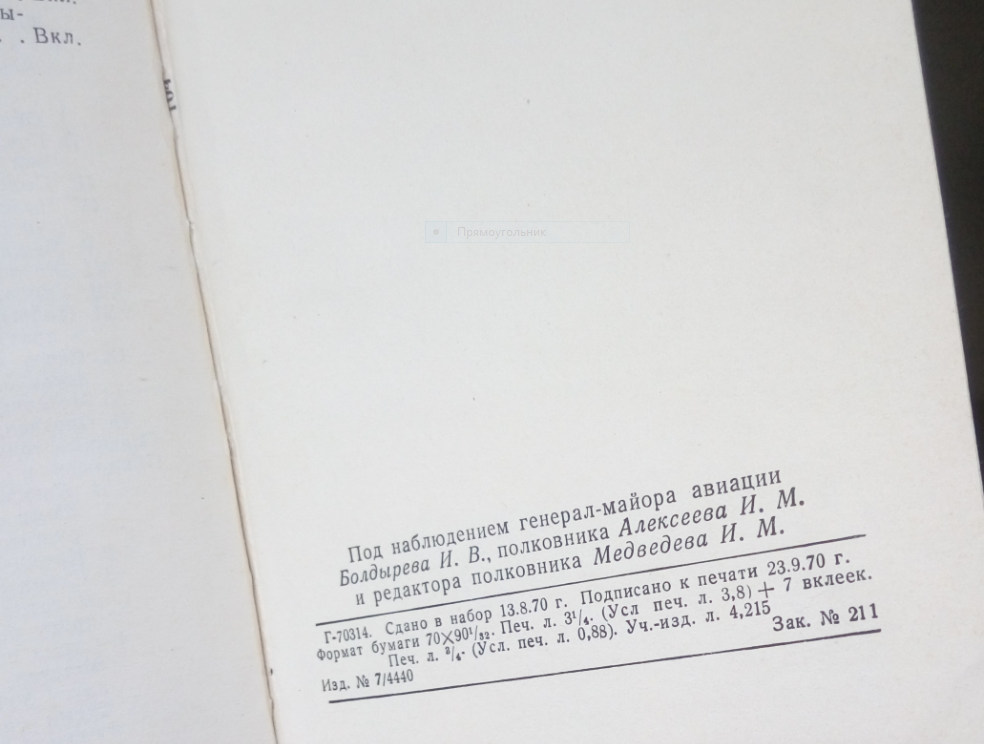 ы-
. . Вкл.
Прямоугольник
Под наблюдением генерал-майора авиации
Болдырева И. В., полковника Алексеева И. М.
и редактора полковника Медведева И. М.
Г-70314. Сдано в набор 13.8.70 г. Подписано к печати 23.9.70 г.
Формат бумаги 70×90¹/₃₂. Печ. л. 3¹/₄. (Усл печ. л. 3,8) + 7 вклеек.
Печ. л. ³/₄. (Усл. печ. л. 0,88). Уч.-изд. л. 4,215
Изд. № 7/4440
Зак. № 211